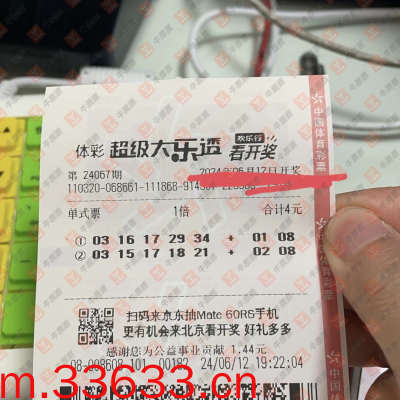 体彩 超级大乐透 欢乐行 看开奖
第 24067期 2024年06月12日开奖
110320-068661-111868-914
单式票 1倍 合计4元
① 03 16 17 29 34 + 01 08
② 03 15 17 18 21 + 02 08
扫码来京东抽Mate 60RS手机
更有机会来北京看开奖 好礼多多
感谢您为公益事业贡献 1.44元
08-098608-101 00182 24/06/12 19:22:04
中国体育彩票
m.33633.cn